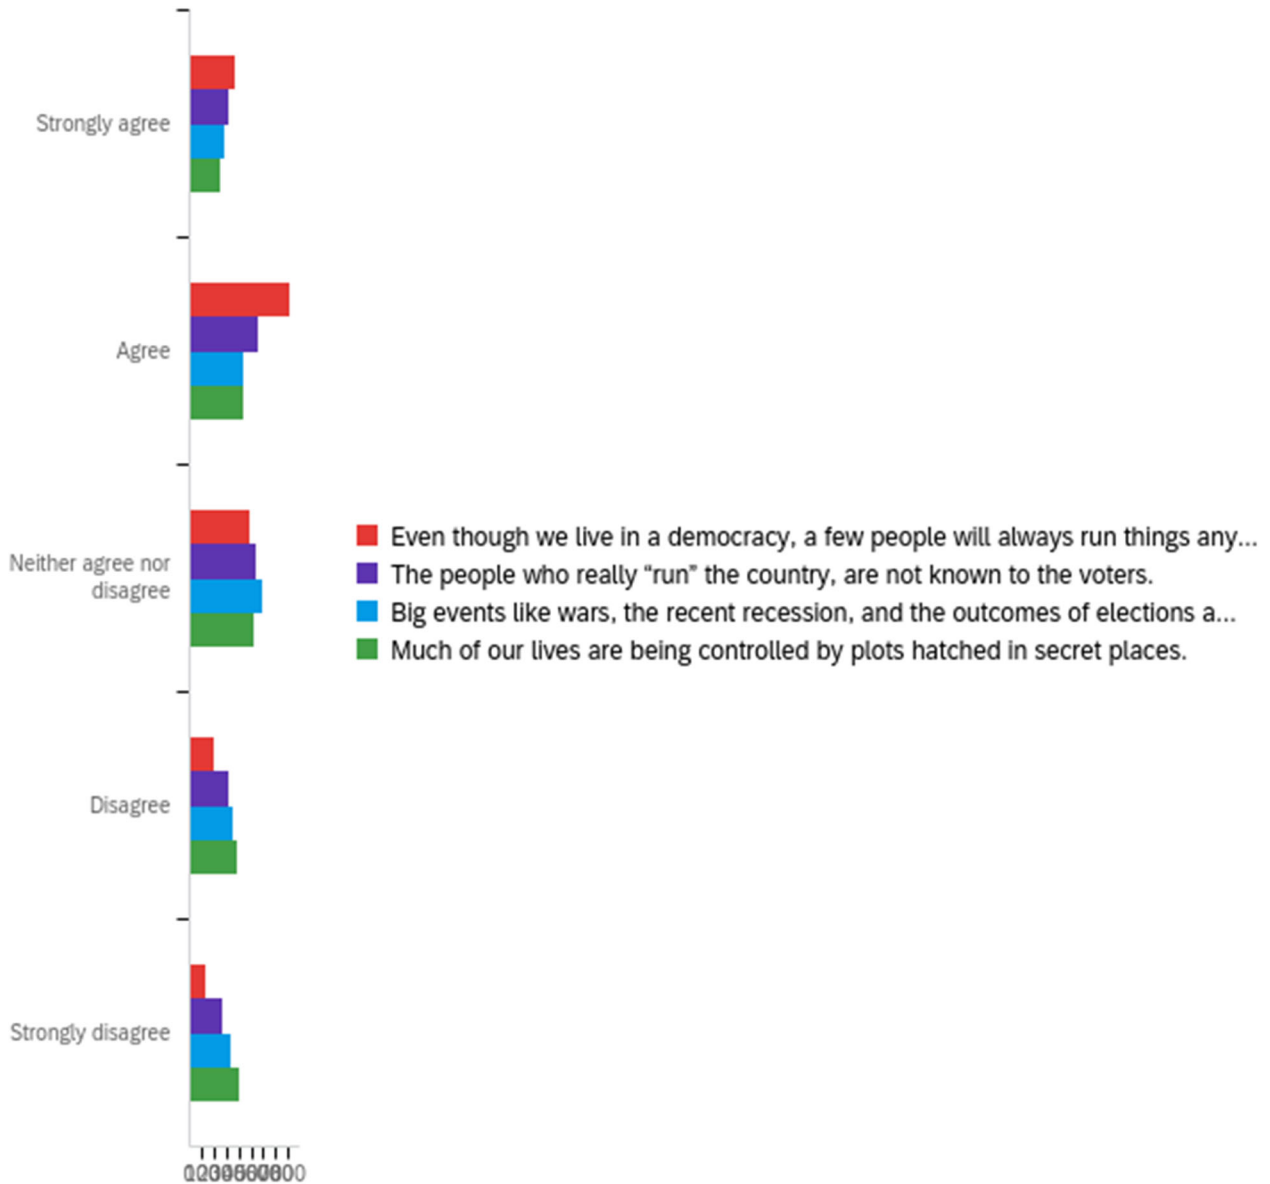 Strongly agree
Agree
Neither agree nor
disagree
Even though we live in a democracy, a few people will always run things any...
The people who really “run” the country, are not known to the voters.
Big events like wars, the recent recession, and the outcomes of elections a...
Much of our lives are being controlled by plots hatched in secret places.
Disagree
Strongly disagree